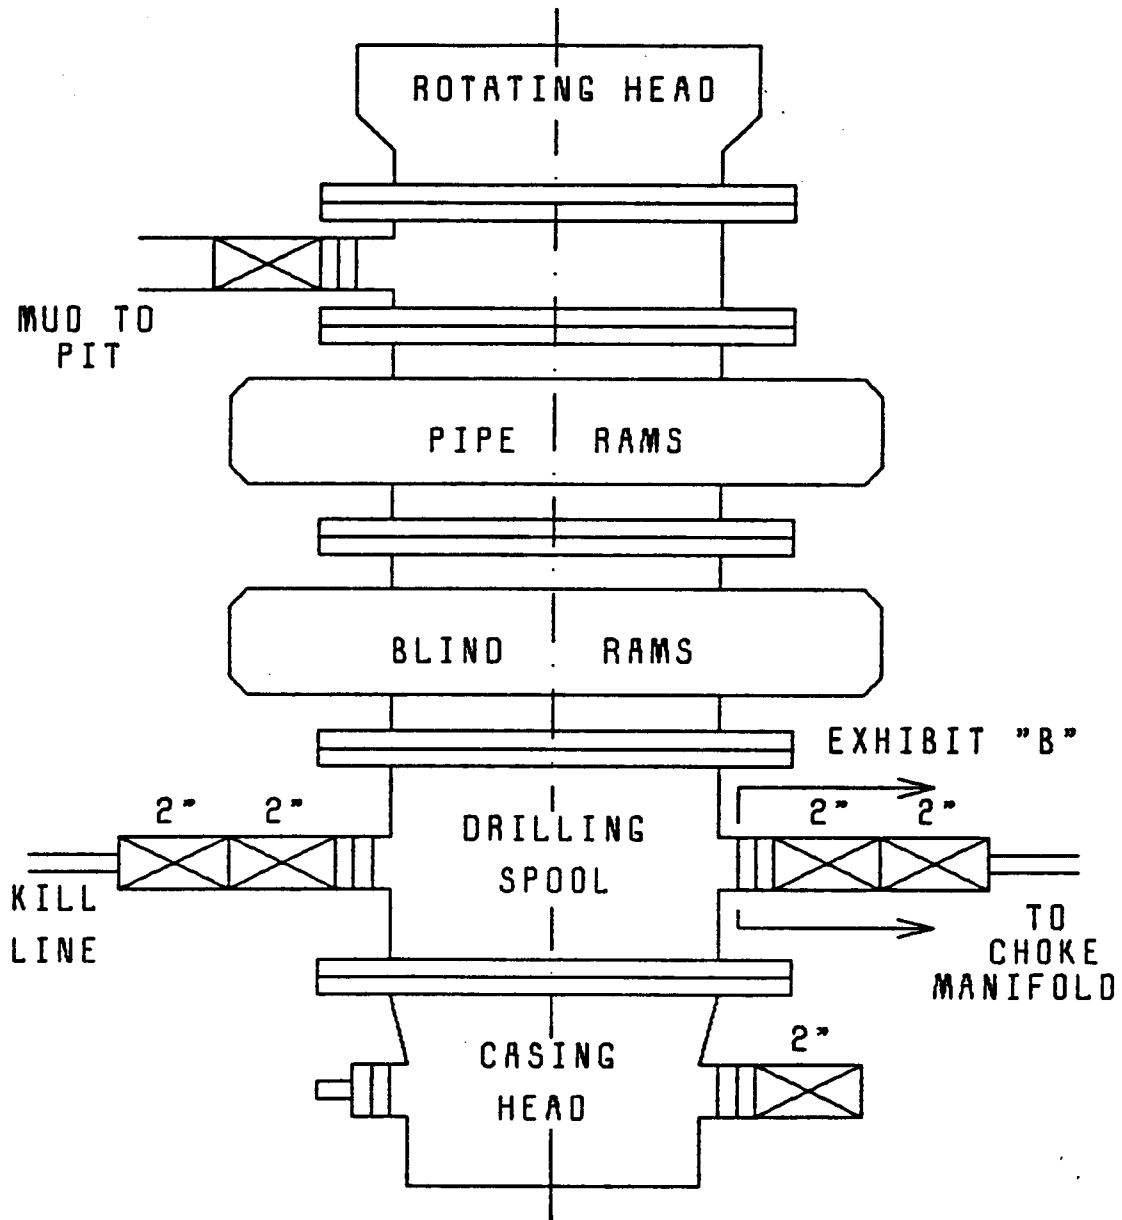 ROTATING HEAD
MUD TO
PIT
PIPE RAMS
BLIND RAMS
EXHIBIT "B"
2" 2"
DRILLING
SPOOL
2" 2"
KILL
LINE
TO
CHOKE
MANIFOLD
CASING
HEAD
2"